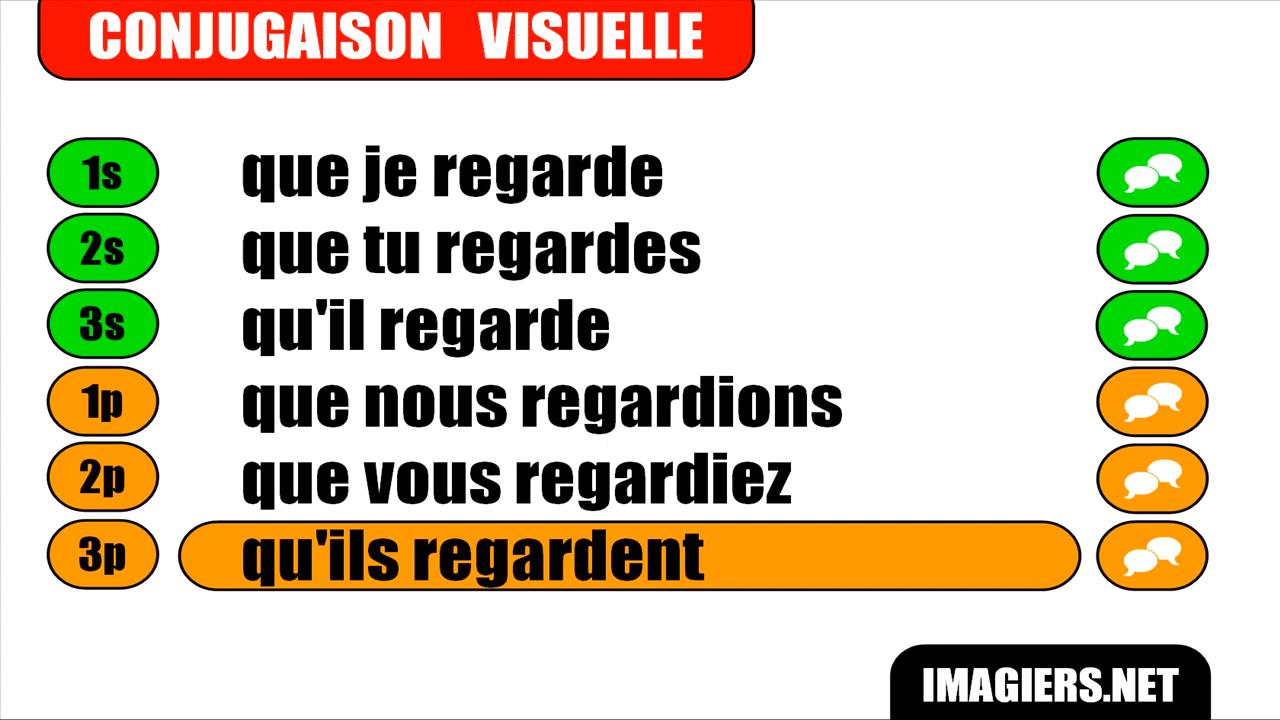 CONJUGAISON VISUELLE
1s que je regarde
2s que tu regardes
3s qu'il regarde
1p que nous regardions
2p que vous regardiez
3p qu'ils regardent
IMAGIERS.NET